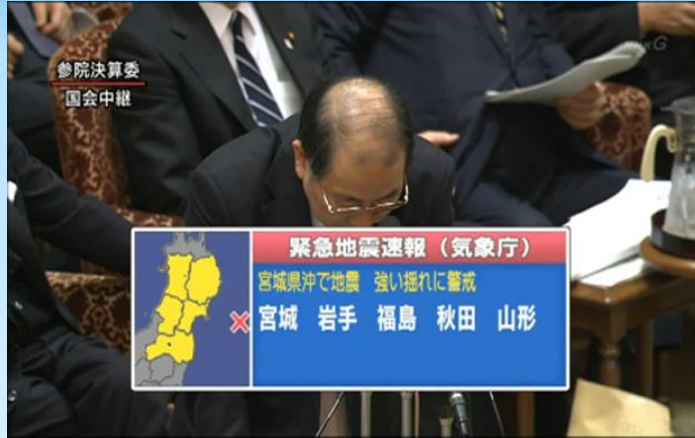 参院決算委
国会中継
緊急地震速報（気象庁）
宮城県沖で地震　強い揺れに警戒
宮城　岩手　福島　秋田　山形